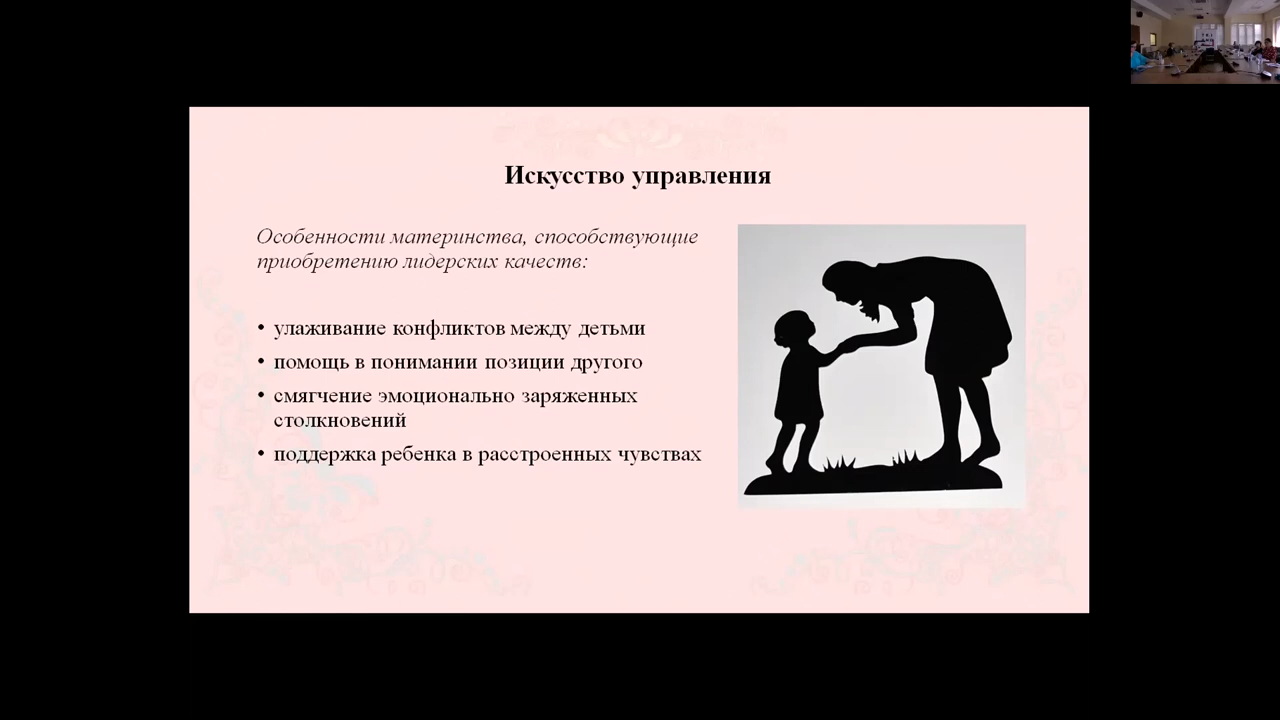 Искусство управления
Особенности материнства, способствующие
приобретению лидерских качеств:
• улаживание конфликтов между детьми
• помощь в понимании позиции другого
• смягчение эмоционально заряженных
столкновений
• поддержка ребенка в расстроенных чувствах